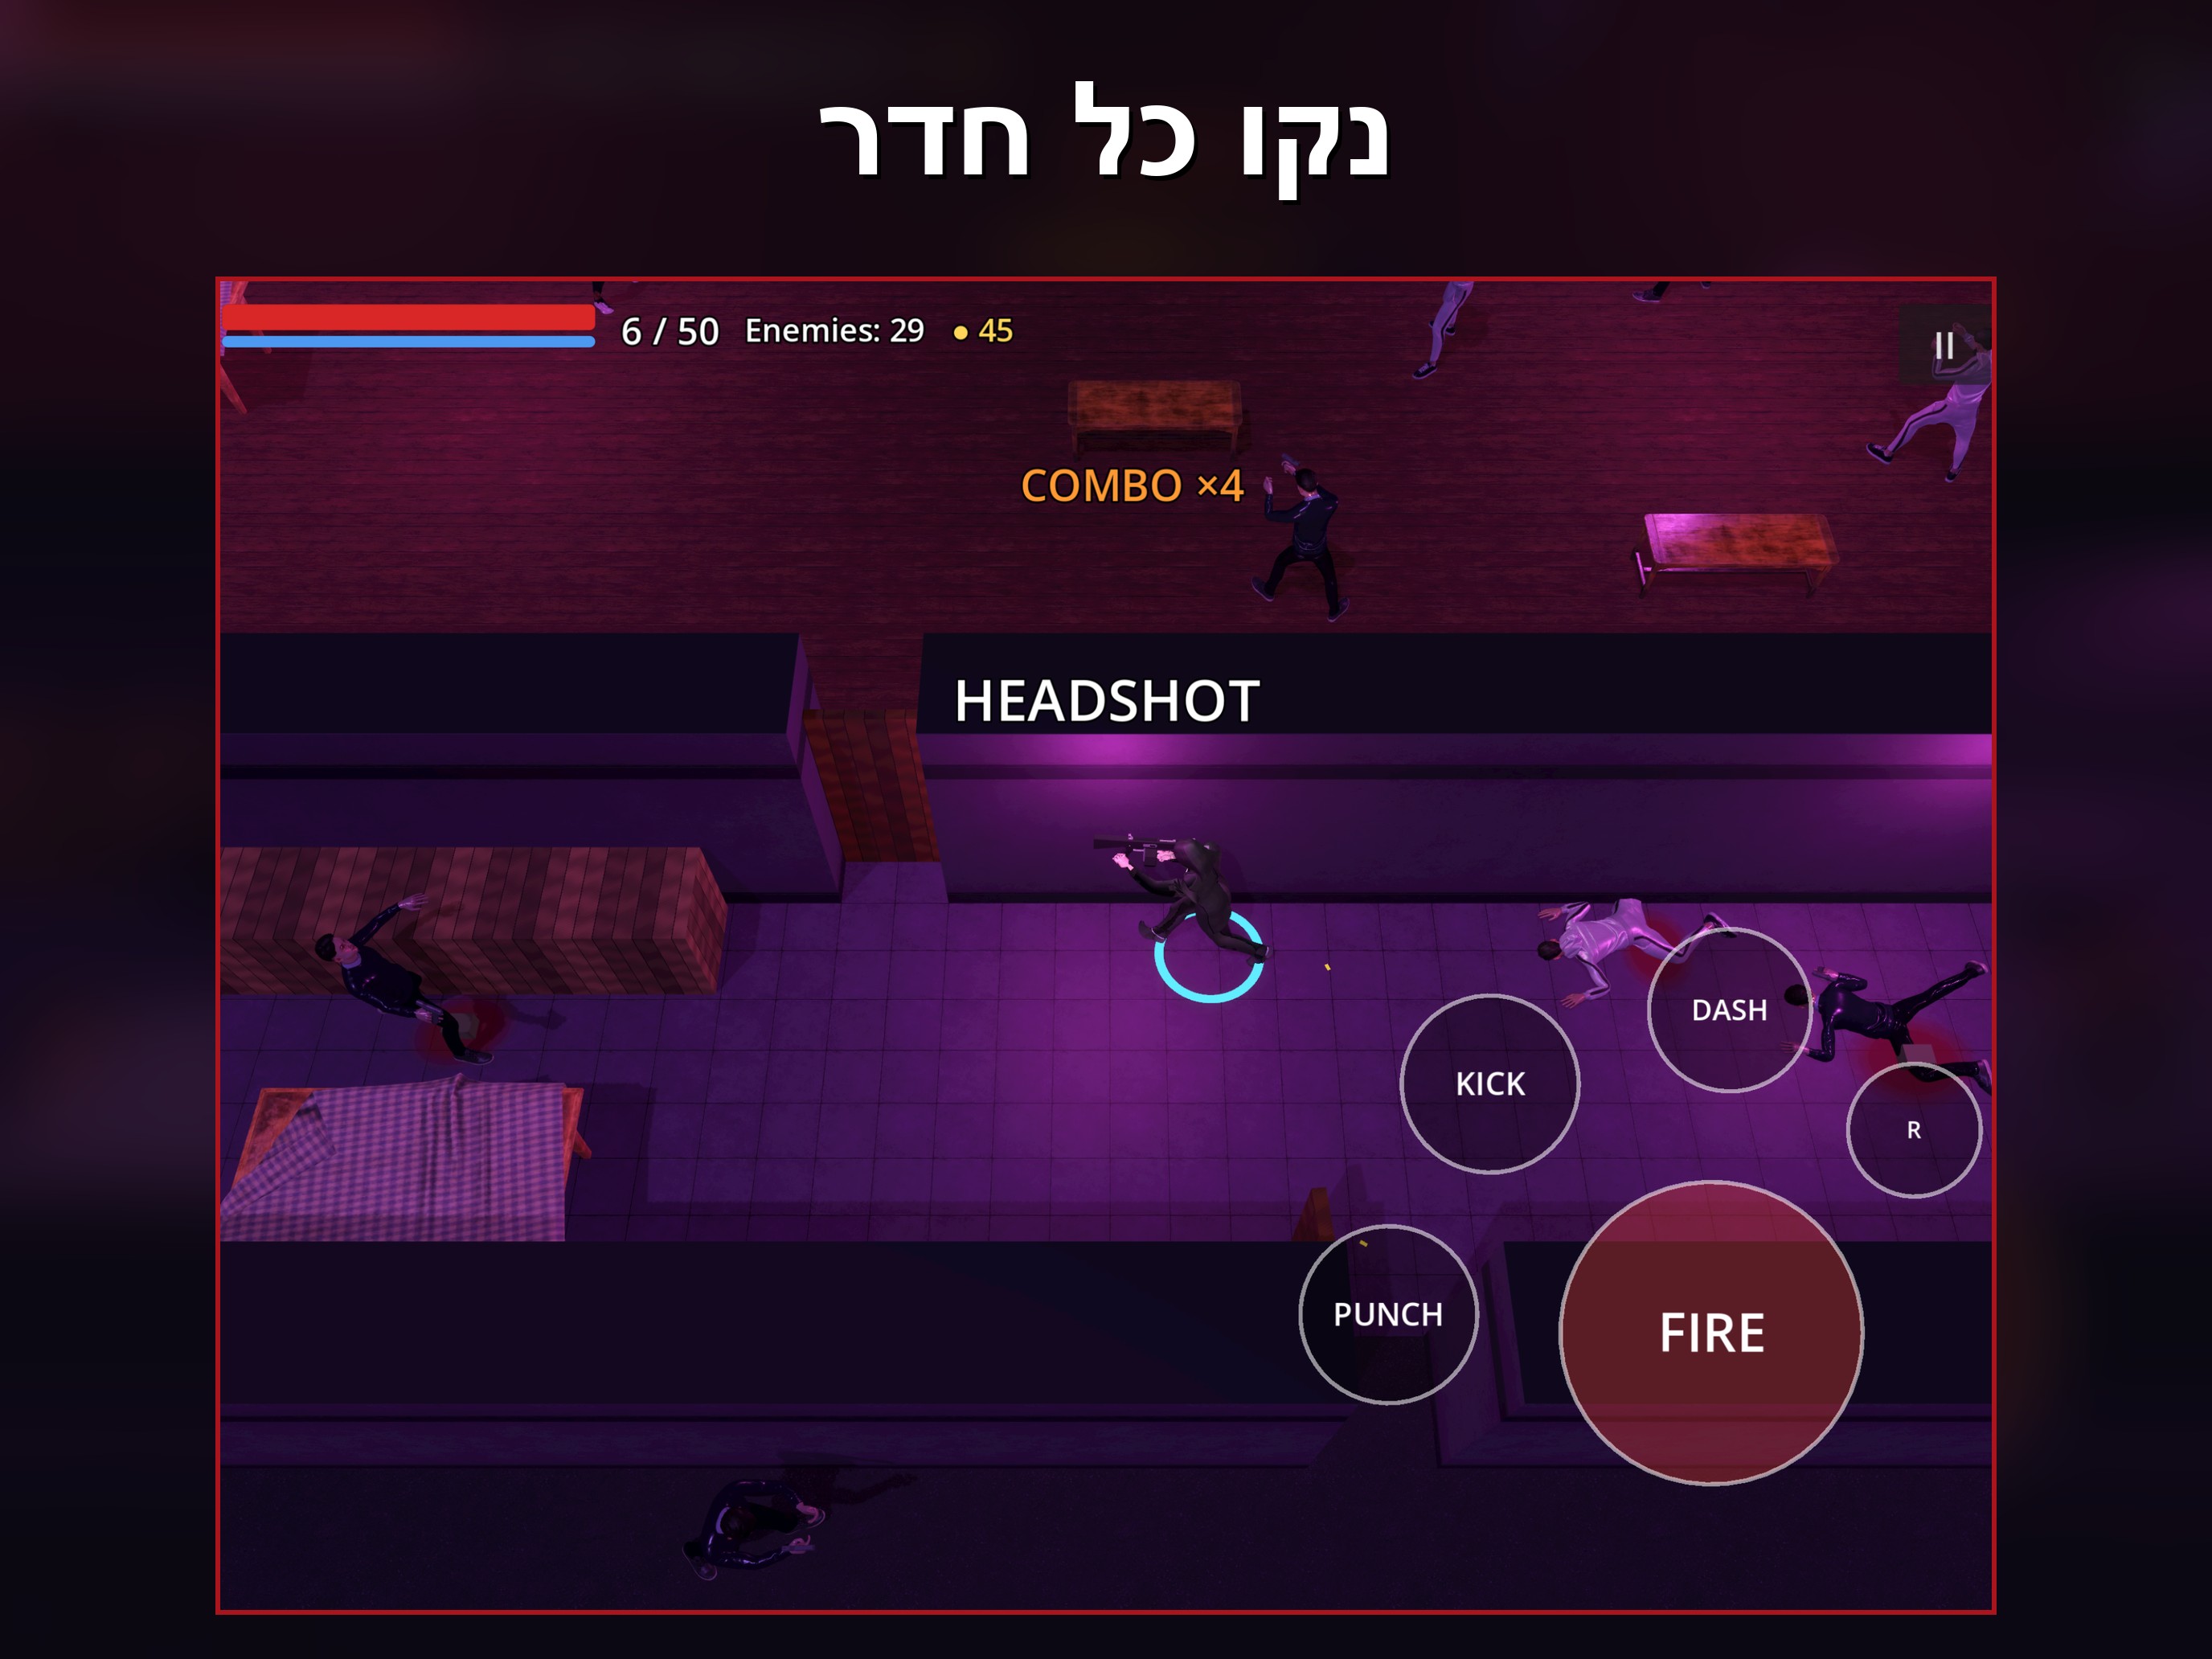 נקו כל חדר
6 / 50 Enemies: 29 45
COMBO ×4
HEADSHOT
DASH
KICK
R
PUNCH
FIRE